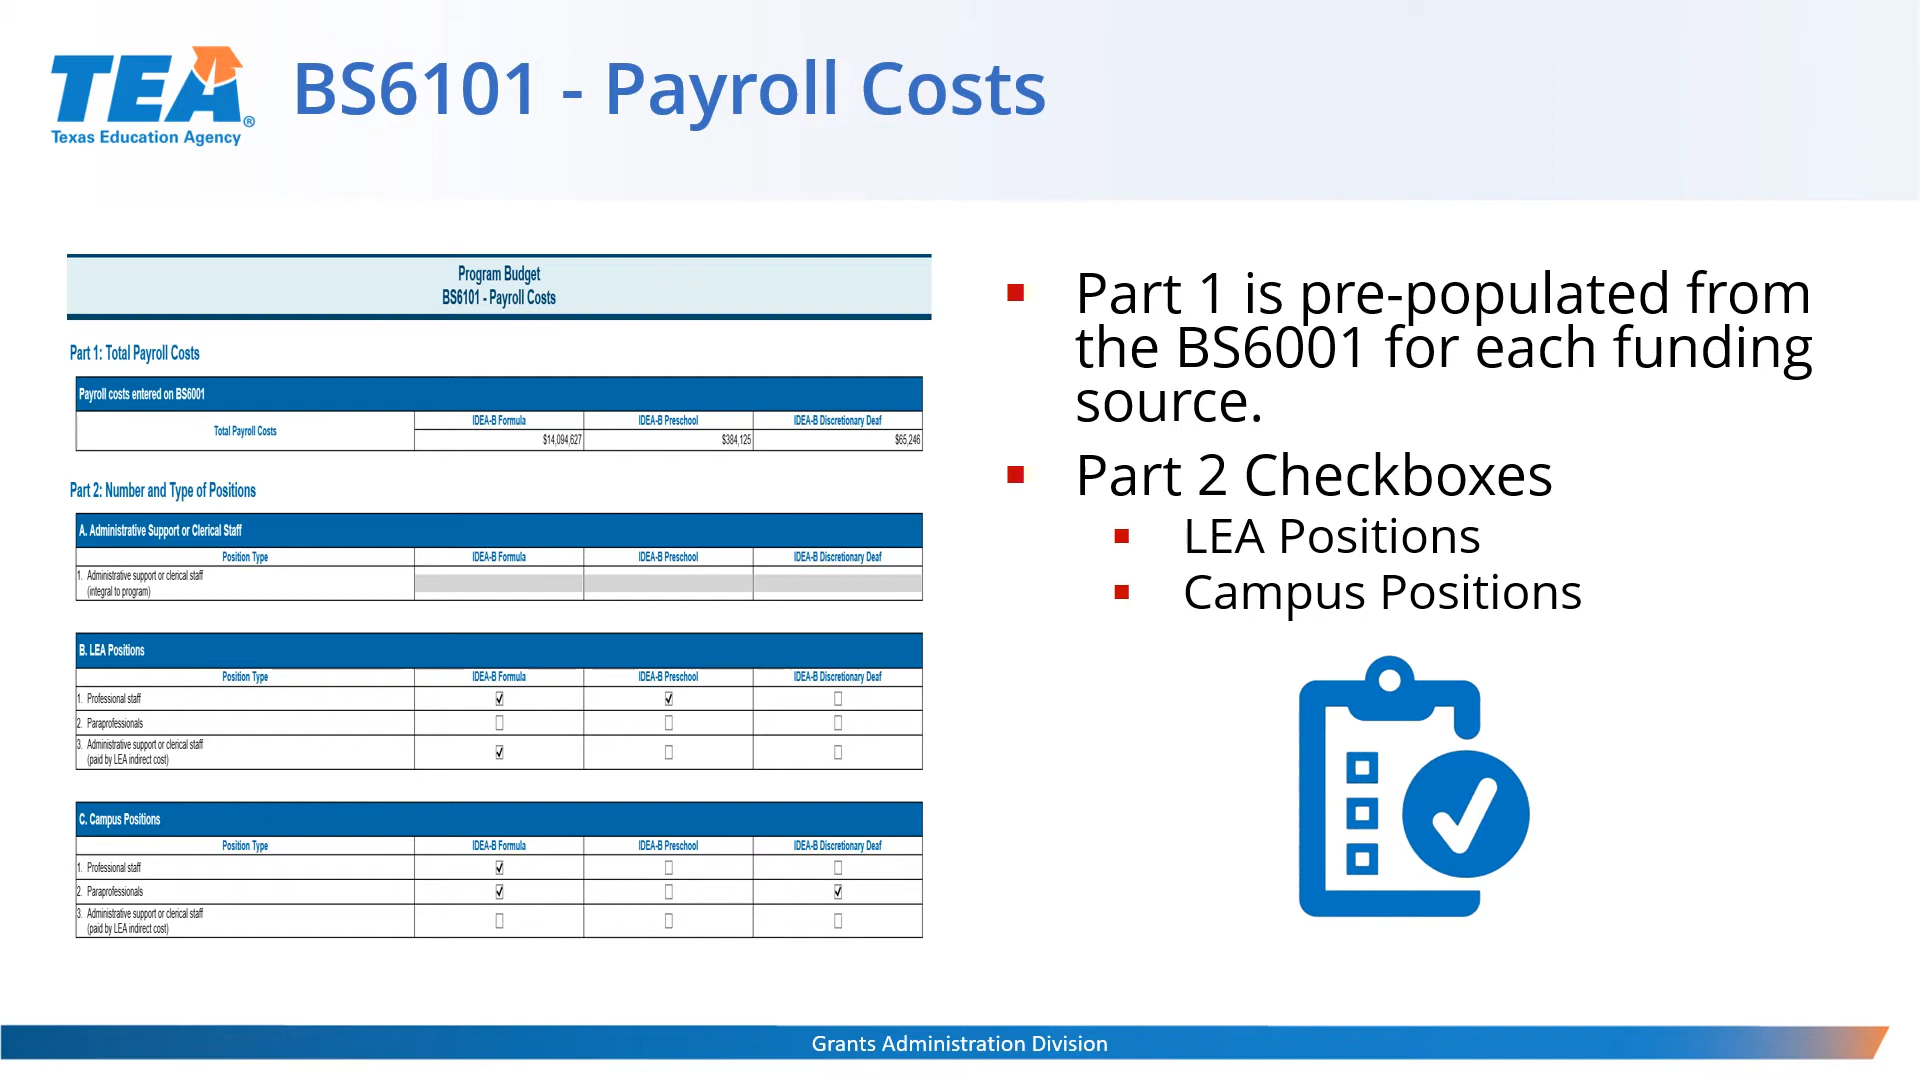 TEA®
Texas Education Agency
BS6101 - Payroll Costs
Program Budget
BS6101 - Payroll Costs
Part 1: Total Payroll Costs
Payroll costs entered on BS6001
Total Payroll Costs
IDEA-B Formula IDEA-B Preschool IDEA-B Discretionary Deaf
$14,094,627 $384,125 $65,246
Part 2: Number and Type of Positions
A. Administrative Support or Clerical Staff
Position Type IDEA-B Formula IDEA-B Preschool IDEA-B Discretionary Deaf
1. Administrative support or clerical staff
(integral to program)
B. LEA Positions
Position Type IDEA-B Formula IDEA-B Preschool IDEA-B Discretionary Deaf
1. Professional staff
2. Paraprofessionals
3. Administrative support or clerical staff
(paid by LEA indirect cost)
C. Campus Positions
Position Type IDEA-B Formula IDEA-B Preschool IDEA-B Discretionary Deaf
1. Professional staff
2. Paraprofessionals
3. Administrative support or clerical staff
(paid by LEA indirect cost)
Part 1 is pre-populated from
the BS6001 for each funding
source.
Part 2 Checkboxes
LEA Positions
Campus Positions
Grants Administration Division